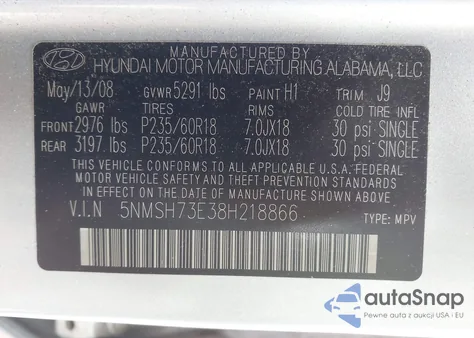 MANUFACTURED BY
HYUNDAI MOTOR MANUFACTURING ALABAMA, LLC
May/13/08 GVWR 5291 lbs PAINT H1 TRIM J9
GAWR TIRES RIMS COLD TIRE INFL
FRONT 2976 lbs P235/60R18 7.0JX18 30 psi SINGLE
REAR 3197 lbs P235/60R18 7.0JX18 30 psi SINGLE
THIS VEHICLE CONFORMS TO ALL APPLICABLE U.S.A. FEDERAL
MOTOR VEHICLE SAFETY AND THEFT PREVENTION STANDARDS IN
EFFECT ON THE DATE OF MANUFACTURE SHOWN ABOVE.
V.I.N 5NMSH73E38H218866 TYPE: MPV
autoSnap
Pewne auta z aukcji USA i EU